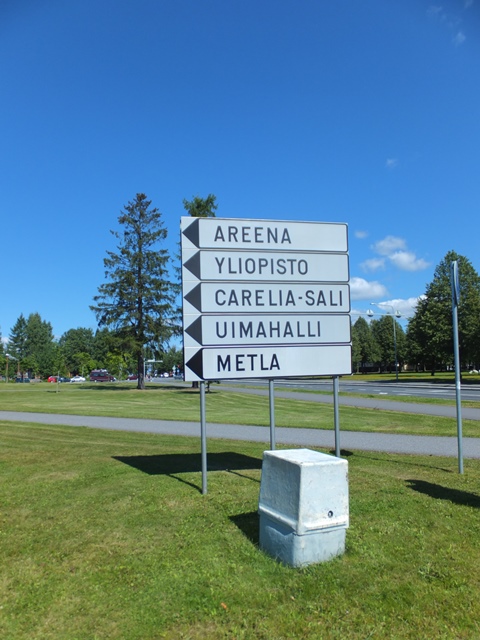 AREENA
YLIOPISTO
CARELIA-SALI
UIMAHALLI
METLA